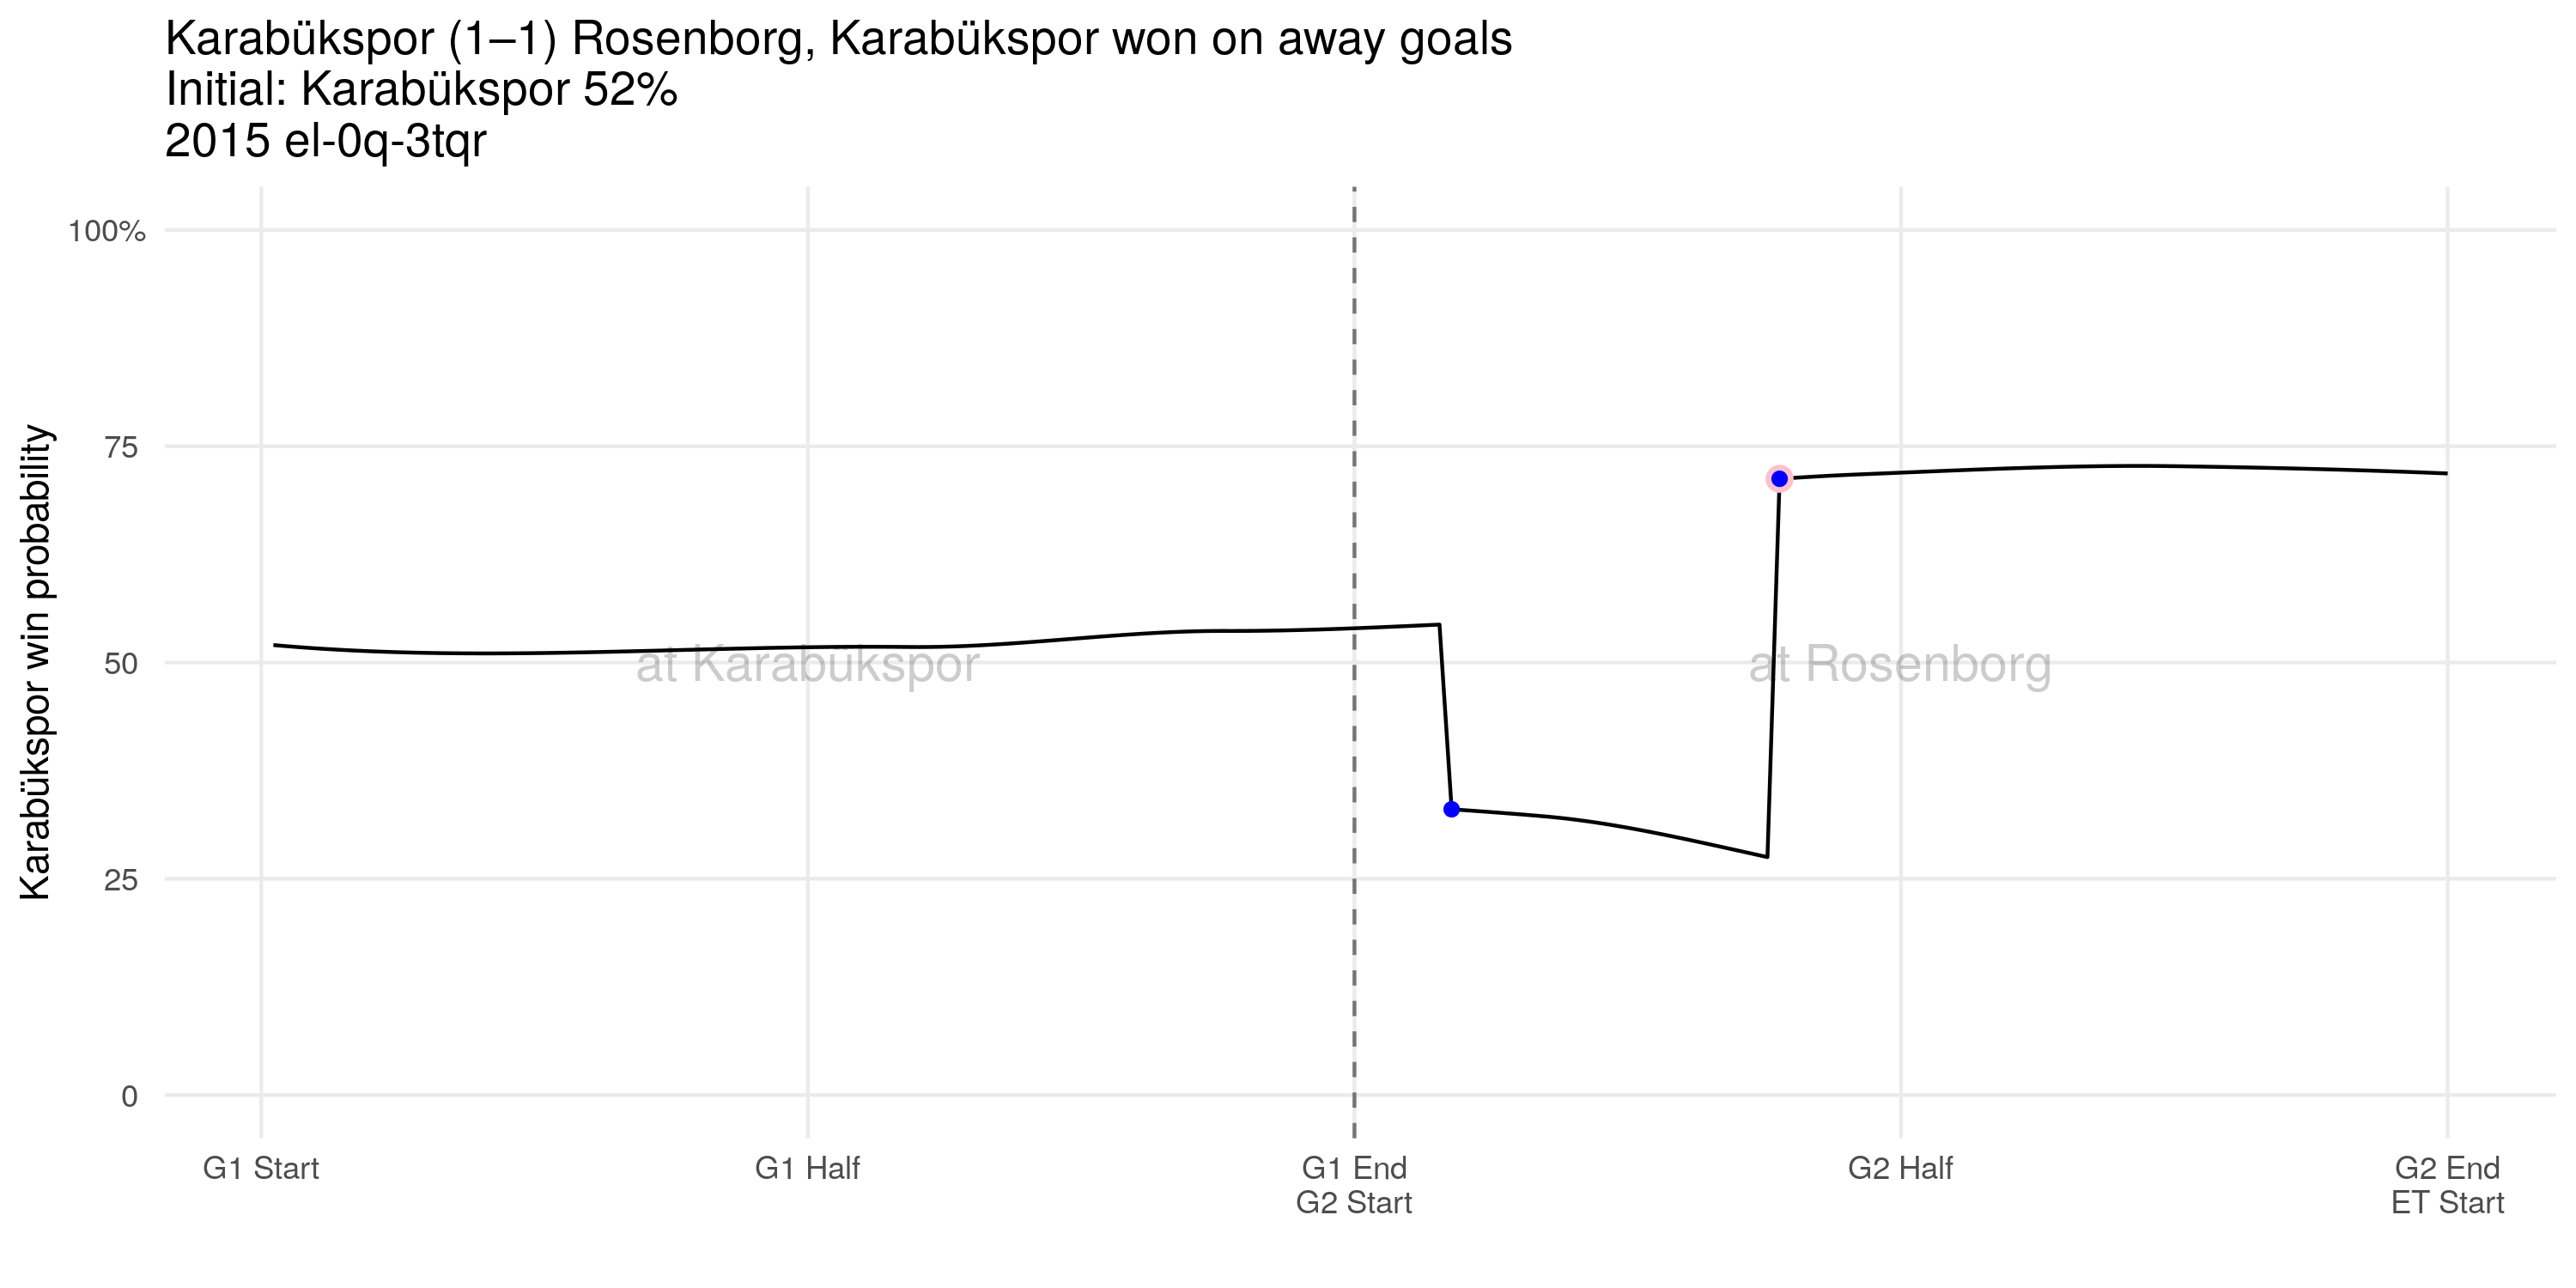 Karabükspor (1–1) Rosenborg, Karabükspor won on away goals
Initial: Karabükspor 52%
2015 el-0q-3tqr
Karabükspor win probability
100%
75
50
25
0
at Karabükspor
at Rosenborg
G1 Start
G1 Half
G1 End
G2 Start
G2 Half
G2 End
ET Start